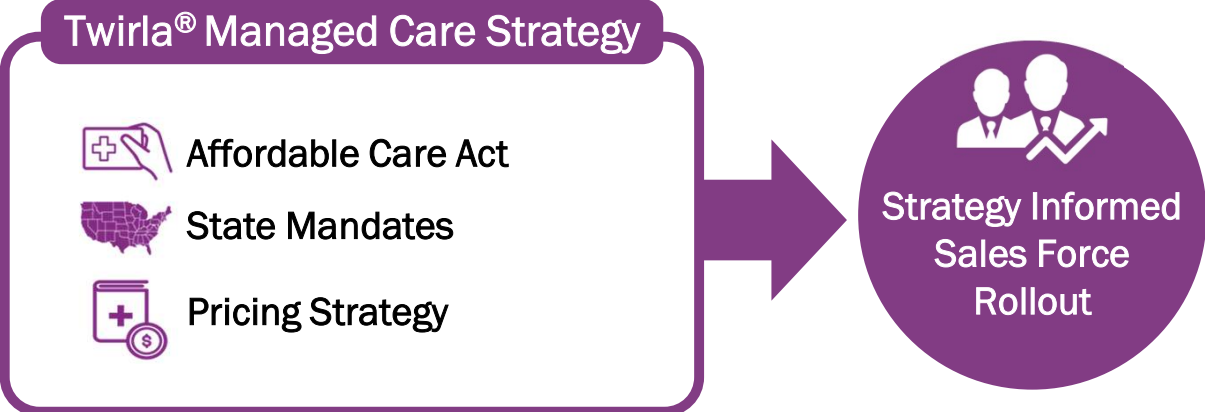 Twirla® Managed Care Strategy
Affordable Care Act
State Mandates
Pricing Strategy
$
Strategy Informed
Sales Force
Rollout